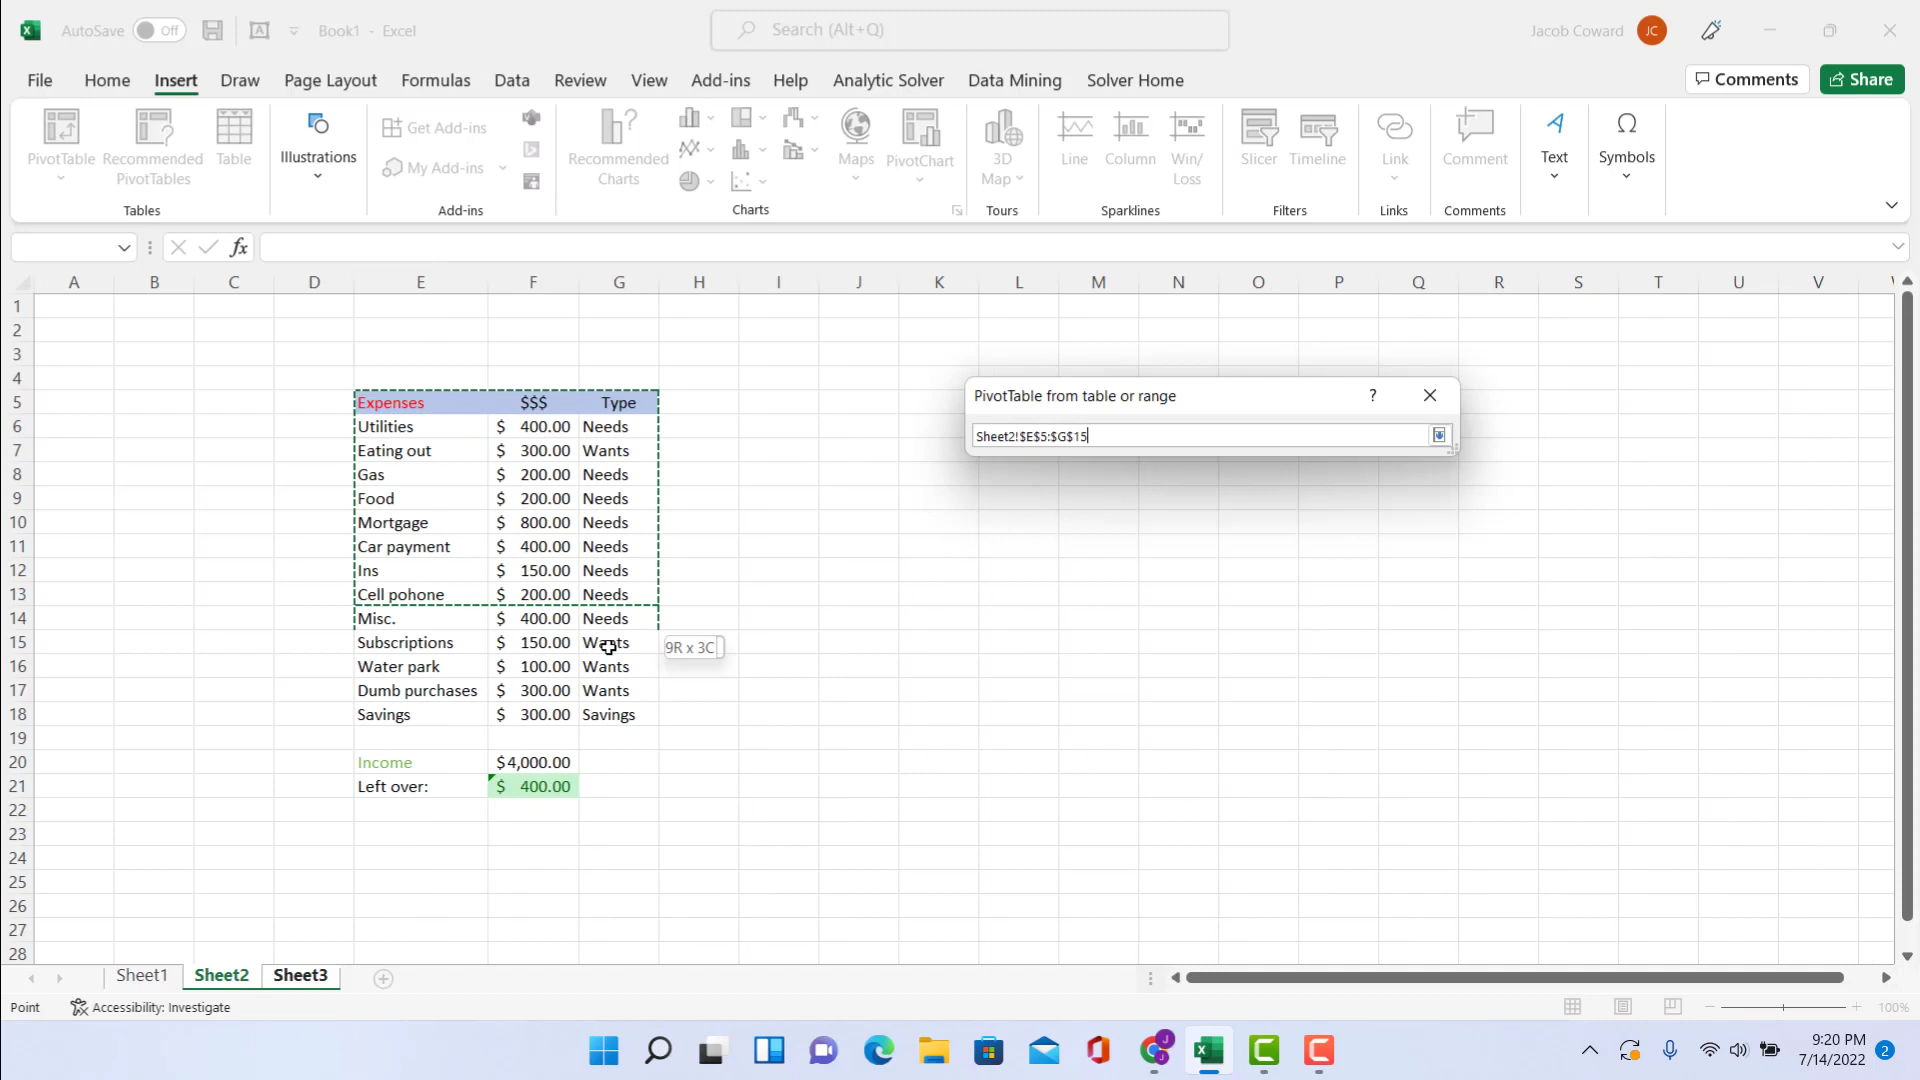 AutoSave Off Book1 - Excel Search (Alt+Q) Jacob Coward JC
File Home Insert Draw Page Layout Formulas Data Review View Add-ins Help Analytic Solver Data Mining Solver Home Comments Share
PivotTable Recommended PivotTables Table Illustrations Get Add-ins My Add-ins Recommended Charts Maps PivotChart 3D Map Line Column Win/Loss Slicer Timeline Link Comment Text Symbols
Tables Add-ins Charts Tours Sparklines Filters Links Comments
fx
A B C D E F G H I J K L M N O P Q R S T U V
1
2
3
4
PivotTable from table or range ?
5 Expenses $$$ Type
Sheet2!$E$5:$G$15
6 Utilities $ 400.00 Needs
7 Eating out $ 300.00 Wants
8 Gas $ 200.00 Needs
9 Food $ 200.00 Needs
10 Mortgage $ 800.00 Needs
11 Car payment $ 400.00 Needs
12 Ins $ 150.00 Needs
13 Cell pohone $ 200.00 Needs
14 Misc. $ 400.00 Needs
15 Subscriptions $ 150.00 Wants 9R x 3C
16 Water park $ 100.00 Wants
17 Dumb purchases $ 300.00 Wants
18 Savings $ 300.00 Savings
19
20 Income $4,000.00
21 Left over: $ 400.00
22
23
24
25
26
27
28
Sheet1 Sheet2 Sheet3
Point Accessibility: Investigate 100%
9:20 PM
7/14/2022 2